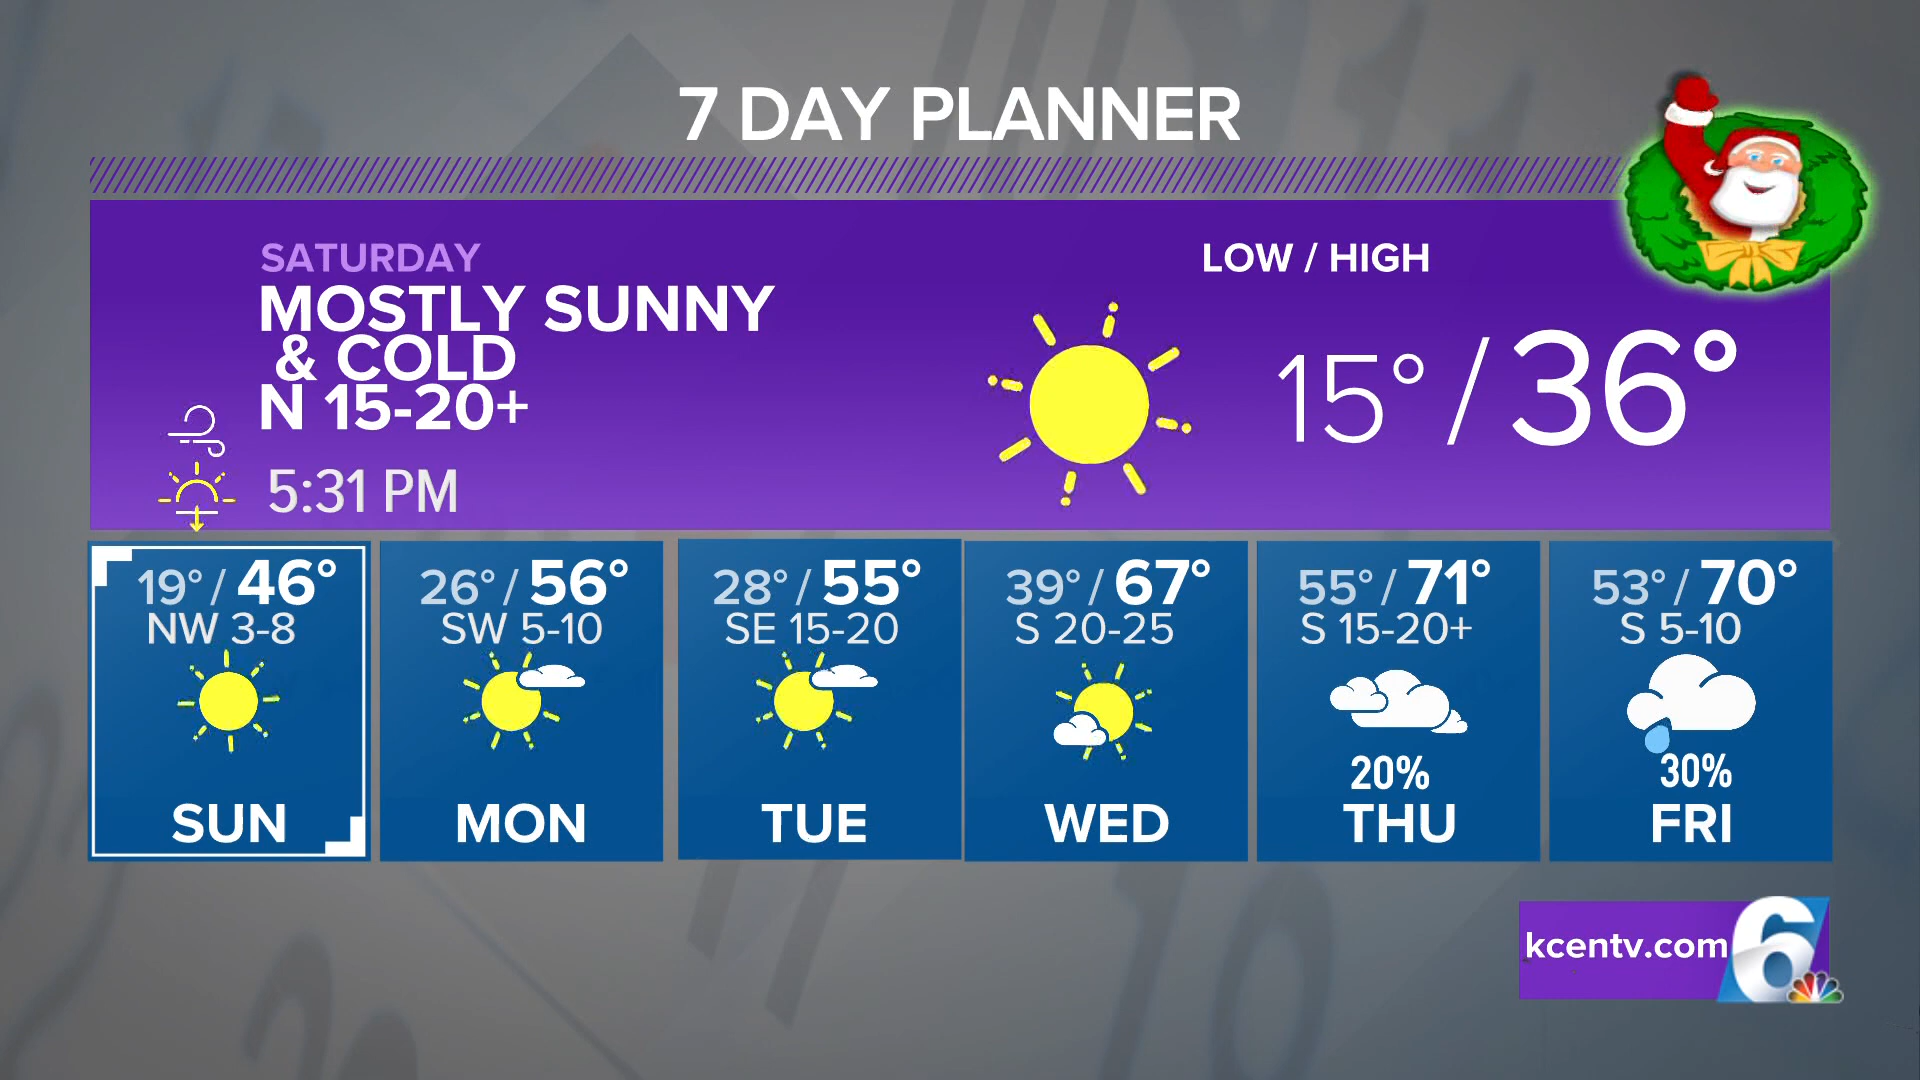 7 DAY PLANNER
SATURDAY
MOSTLY SUNNY
& COLD
N 15-20+
5:31 PM
LOW / HIGH
15° / 36°
19° / 46°
NW 3-8
SUN
26° / 56°
SW 5-10
MON
28° / 55°
SE 15-20
TUE
39° / 67°
S 20-25
WED
55° / 71°
S 15-20+
20%
THU
53° / 70°
S 5-10
30%
FRI
kcentv.com
6